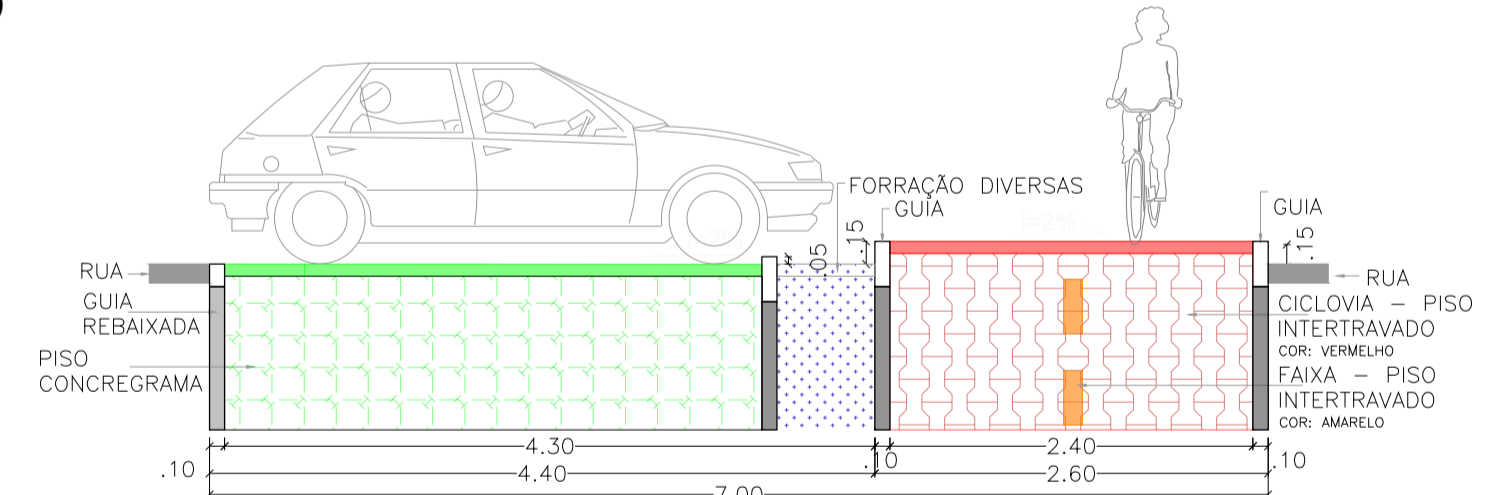 FORRAÇÃO DIVERSAS
GUIA
I=2%
GUIA
.15
.05
.15
RUA
RUA
GUIA
REBAIXADA
CICLOVIA – PISO
INTERTRAVADO
COR: VERMELHO
PISO
CONCREGRAMA
FAIXA – PISO
INTERTRAVADO
COR: AMARELO
4.30
2.40
.10
.10
.10
4.40
2.60
7.00